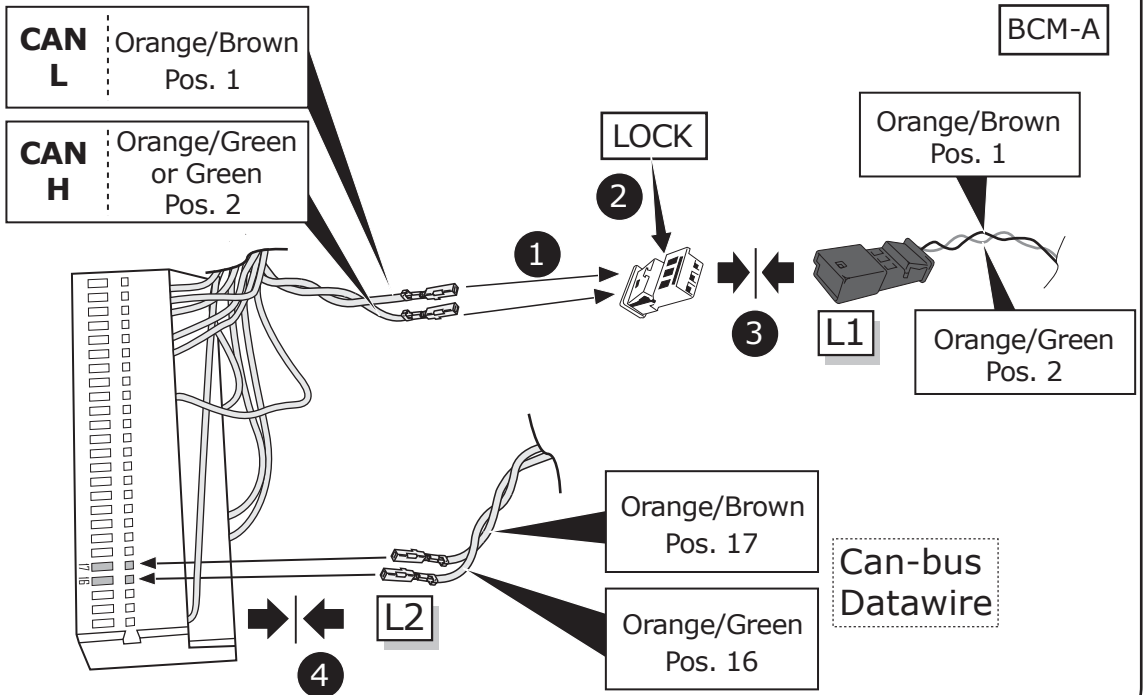 CAN
L
Orange/Brown
Pos. 1
CAN
H
Orange/Green
or Green
Pos. 2
BCM-A
LOCK
2
1
Orange/Brown
Pos. 1
3
L1
Orange/Green
Pos. 2
17
16
Orange/Brown
Pos. 17
Can-bus
Datawire
L2
Orange/Green
Pos. 16
4